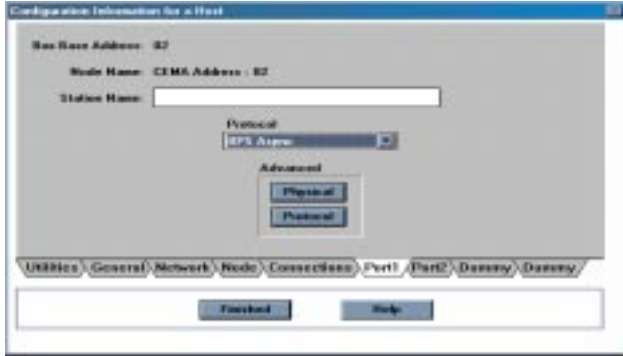 Configuration Information for a Host
Bus Base Address: 02
Node Name: CEMA Address : 02
Station Name:
Protocol
Async
Advanced
Physical
Protocol
Utilities General Network Node Connections Port1 Port2 Dummy Dummy
Finished Help